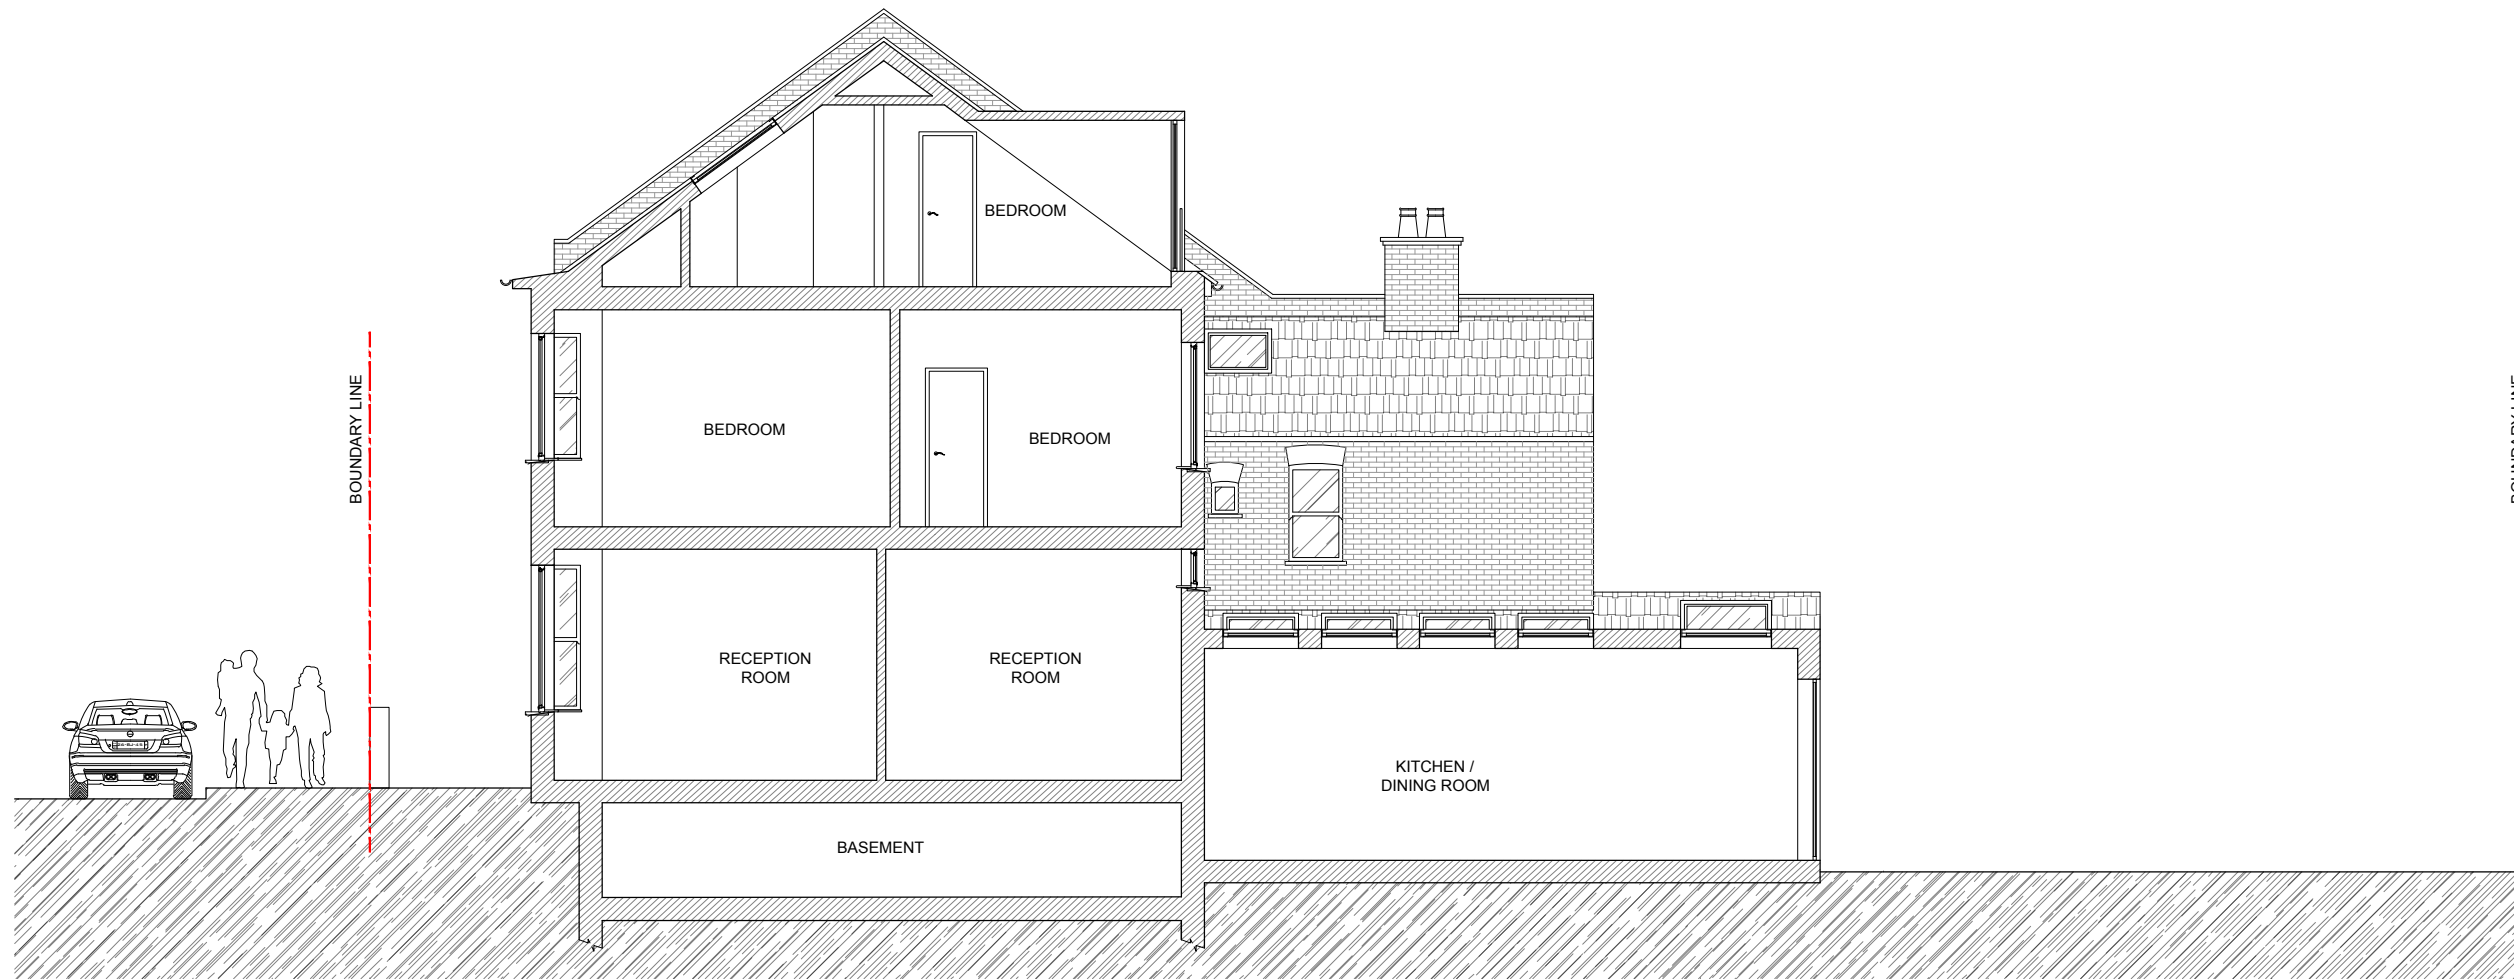 BEDROOM
BOUNDARY LINE
BEDROOM
BEDROOM
RECEPTION
ROOM
RECEPTION
ROOM
KITCHEN /
DINING ROOM
BASEMENT